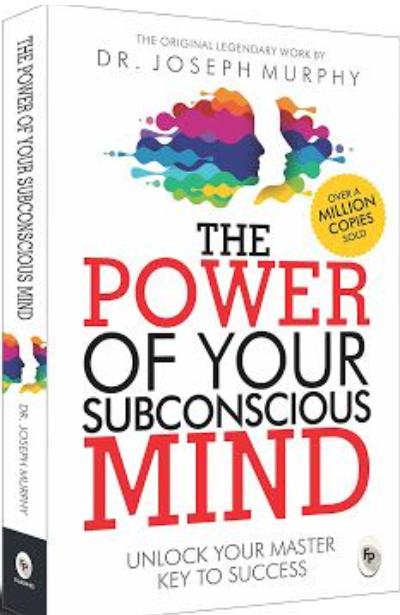 THE POWER OF YOUR SUBCONSCIOUS MIND
DR. JOSEPH MURPHY
FP
THE ORIGINAL LEGENDARY WORK BY
DR. JOSEPH MURPHY
OVER A
MILLION
COPIES
SOLD
THE
POWER
OF YOUR
SUBCONSCIOUS
MIND
UNLOCK YOUR MASTER
KEY TO SUCCESS
FP